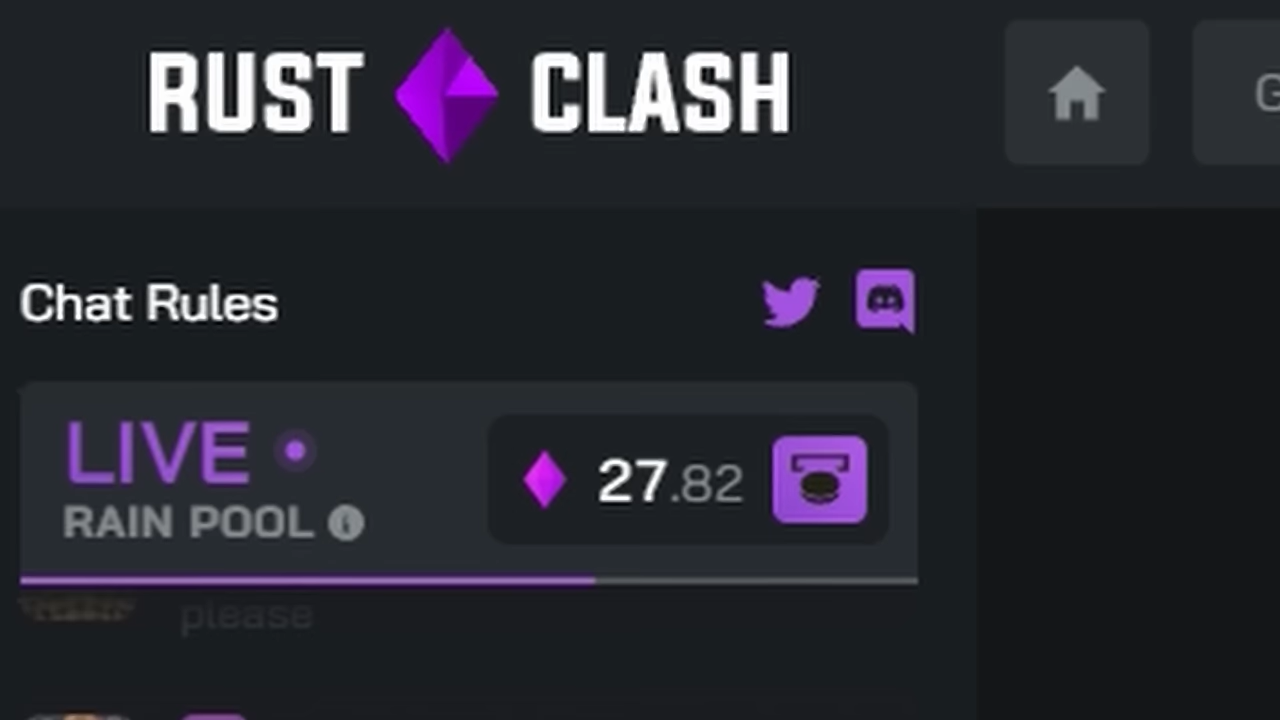 RUST CLASH
G
Chat Rules
LIVE
RAIN POOL
27.82
please